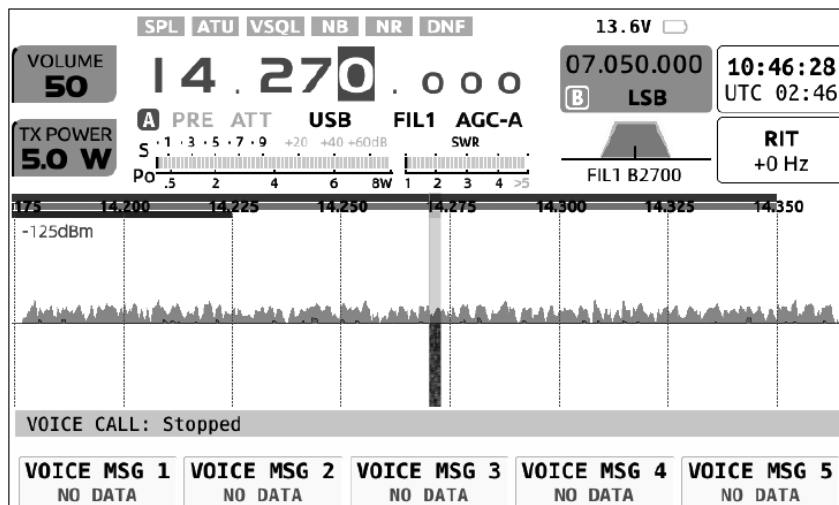 SPL ATU VSQL NB NR DNF 13.6V
VOLUME
50
14.270.000
07.050.000
B LSB
10:46:28
UTC 02:46
A PRE ATT USB FIL1 AGC-A
TX POWER
5.0 W
S ·1 ·3 ·5 ·7 ·9 +20 +40 +60dB SWR
Po .5 2 4 6 8W 1 2 3 4 >5
FIL1 B2700
RIT
+0 Hz
175 14.200 14.225 14.250 14.275 14.300 14.325 14.350
-125dBm
VOICE CALL: Stopped
VOICE MSG 1 VOICE MSG 2 VOICE MSG 3 VOICE MSG 4 VOICE MSG 5
NO DATA NO DATA NO DATA NO DATA NO DATA